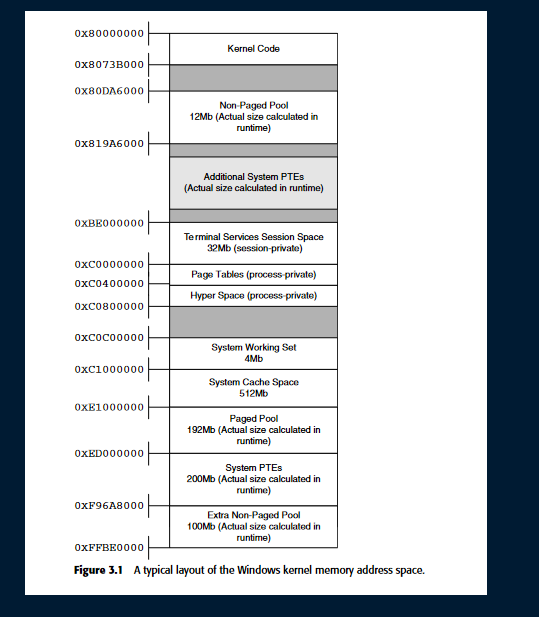 0X80000000
Kernel Code
0X8073B000
0X80DA6000
Non-Paged Pool
12Mb (Actual size calculated in
runtime)
0X819A6000
Additional System PTEs
(Actual size calculated in runtime)
0XBE000000
Terminal Services Session Space
32Mb (session-private)
0XC0000000
Page Tables (process-private)
0XC0400000
Hyper Space (process-private)
0XC0800000
0XC0C00000
System Working Set
4Mb
0XC1000000
System Cache Space
512Mb
0XE1000000
Paged Pool
192Mb (Actual size calculated in
runtime)
0XED000000
System PTEs
200Mb (Actual size calculated in
runtime)
0XF96A8000
Extra Non-Paged Pool
100Mb (Actual size calculated in
runtime)
0XFFBE0000
Figure 3.1 A typical layout of the Windows kernel memory address space.